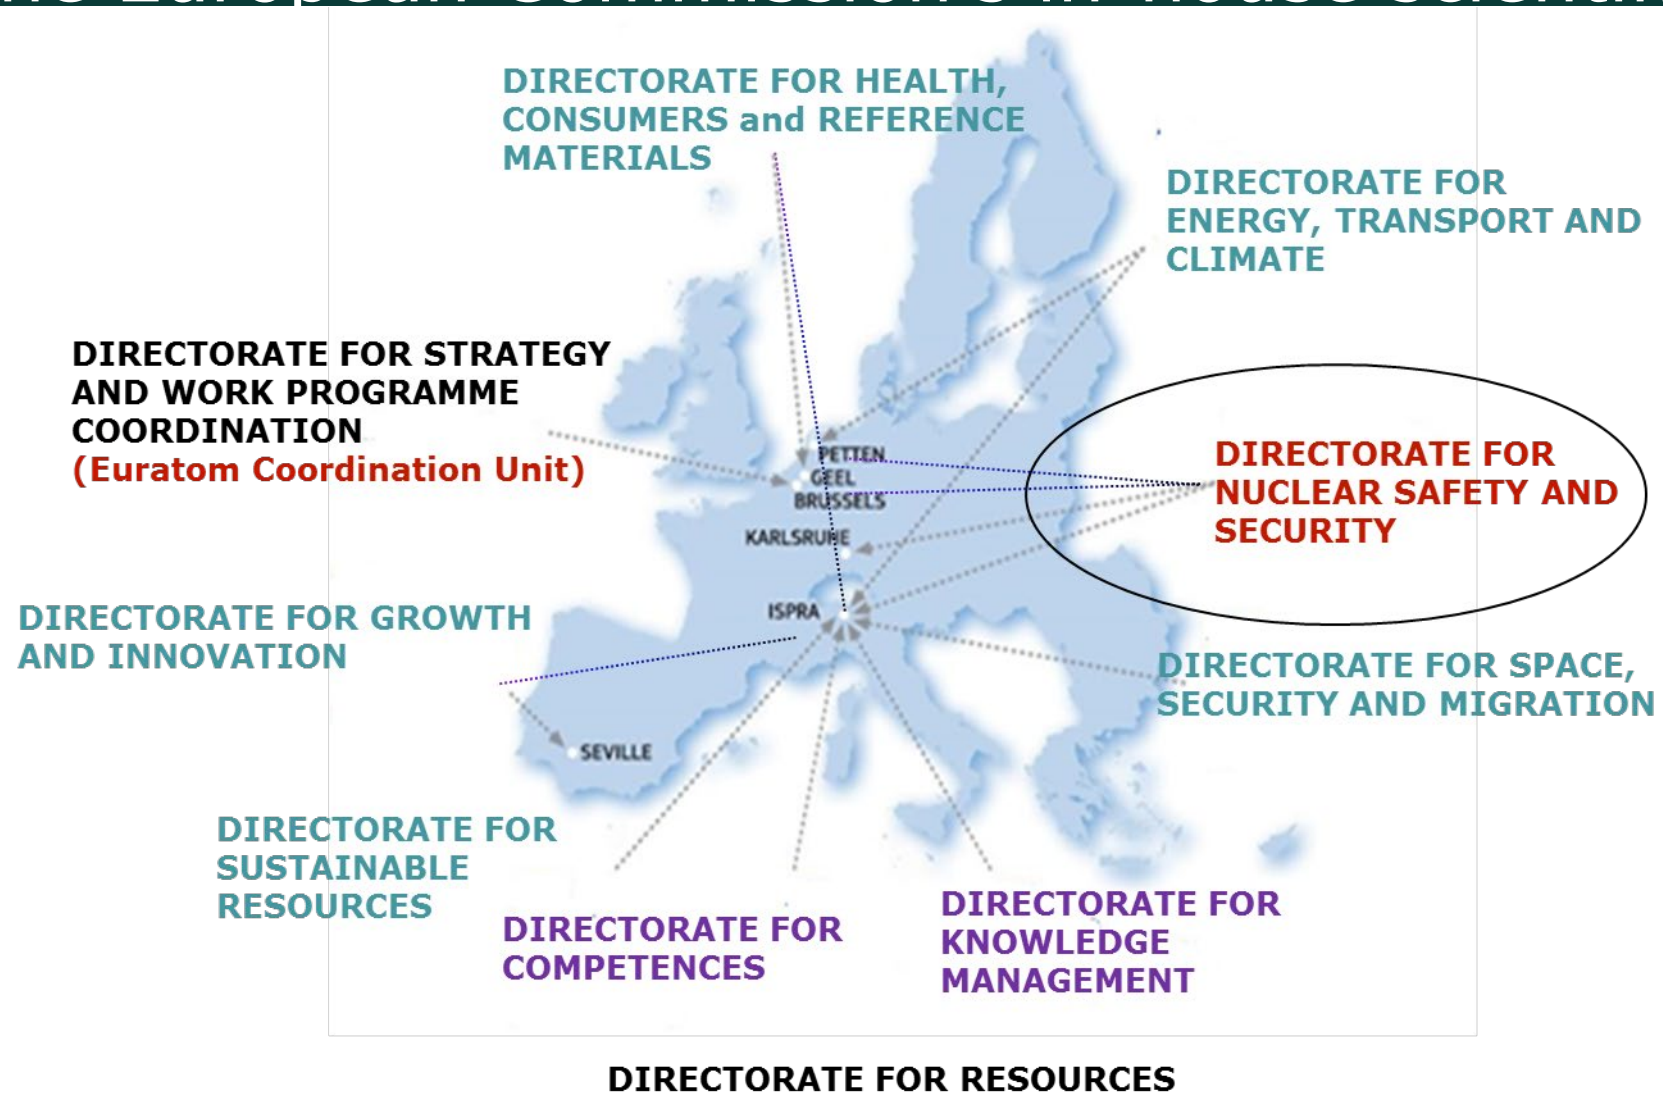 DIRECTORATE FOR HEALTH,
CONSUMERS and REFERENCE
MATERIALS
DIRECTORATE FOR
ENERGY, TRANSPORT AND
CLIMATE
DIRECTORATE FOR STRATEGY
AND WORK PROGRAMME
COORDINATION
(Euratom Coordination Unit)
PETTEN
GEEL
BRUSSELS
KARLSRUHE
DIRECTORATE FOR
NUCLEAR SAFETY AND
SECURITY
ISPRA
DIRECTORATE FOR GROWTH
AND INNOVATION
DIRECTORATE FOR SPACE,
SECURITY AND MIGRATION
SEVILLE
DIRECTORATE FOR
SUSTAINABLE
RESOURCES
DIRECTORATE FOR
COMPETENCES
DIRECTORATE FOR
KNOWLEDGE
MANAGEMENT
DIRECTORATE FOR RESOURCES